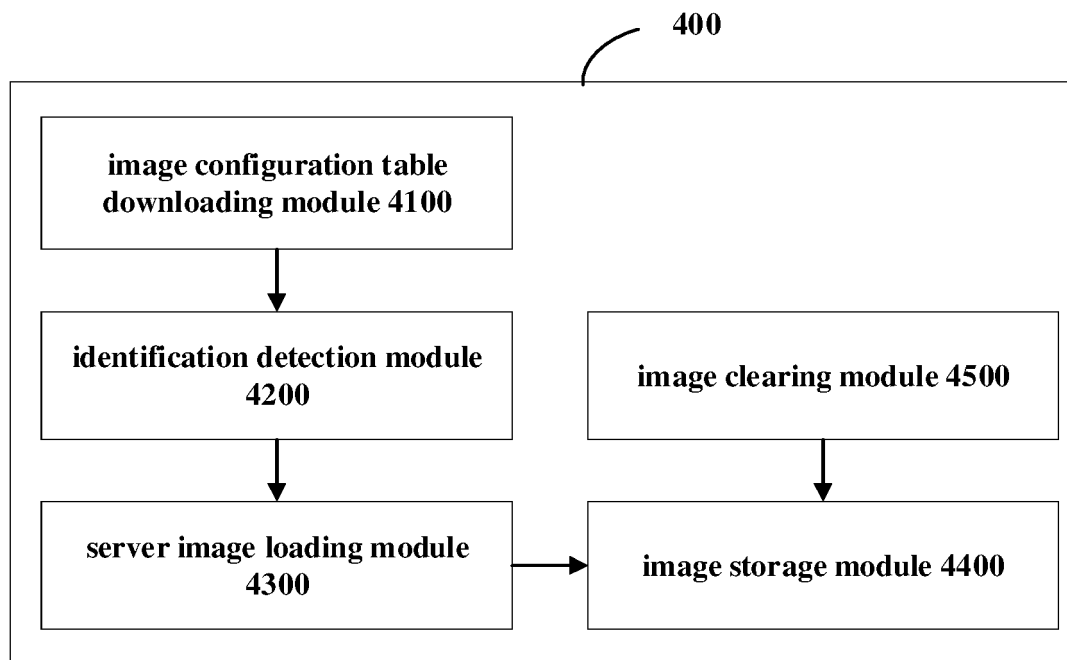 400
image configuration table
downloading module 4100
identification detection module
4200
image clearing module 4500
server image loading module
4300
image storage module 4400